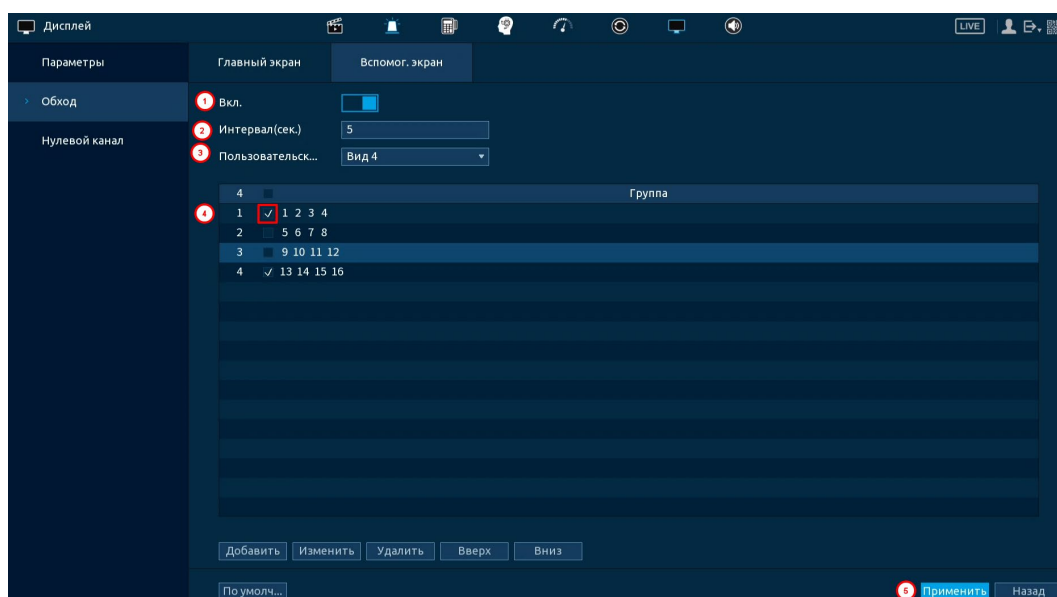 Дисплей LIVE
Параметры
Обход
Нулевой канал
Главный экран Вспомог. экран
1 Вкл.
2 Интервал(сек.) 5
3 Пользовательск... Вид 4
4 Группа
4 1 1 2 3 4
2 5 6 7 8
3 9 10 11 12
4 13 14 15 16
Добавить Изменить Удалить Вверх Вниз
По умолч... 5 Применить Назад